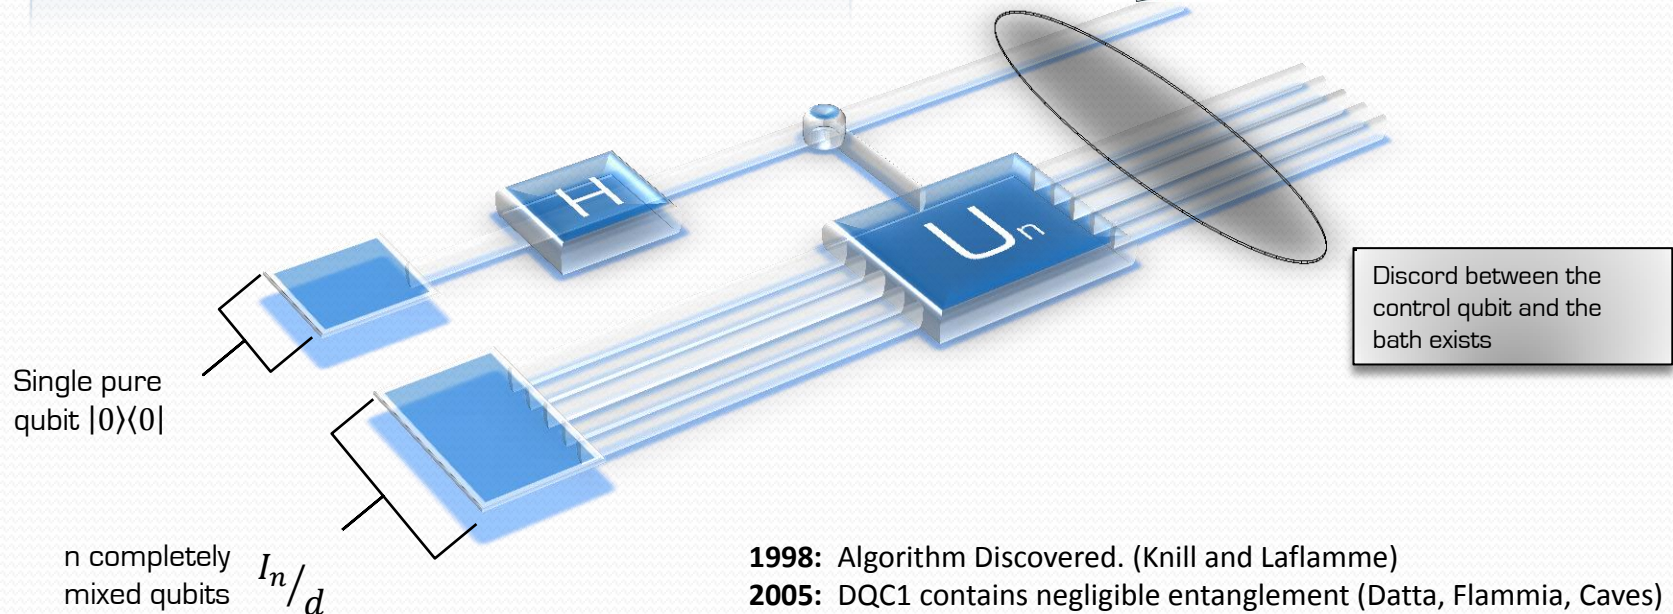 H
U n
Discord between the
control qubit and the
bath exists
Single pure
qubit |0⟩⟨0|
n completely
mixed qubits I_n/d
1998: Algorithm Discovered. (Knill and Laflamme)
2005: DQC1 contains negligible entanglement (Datta, Flammia, Caves)